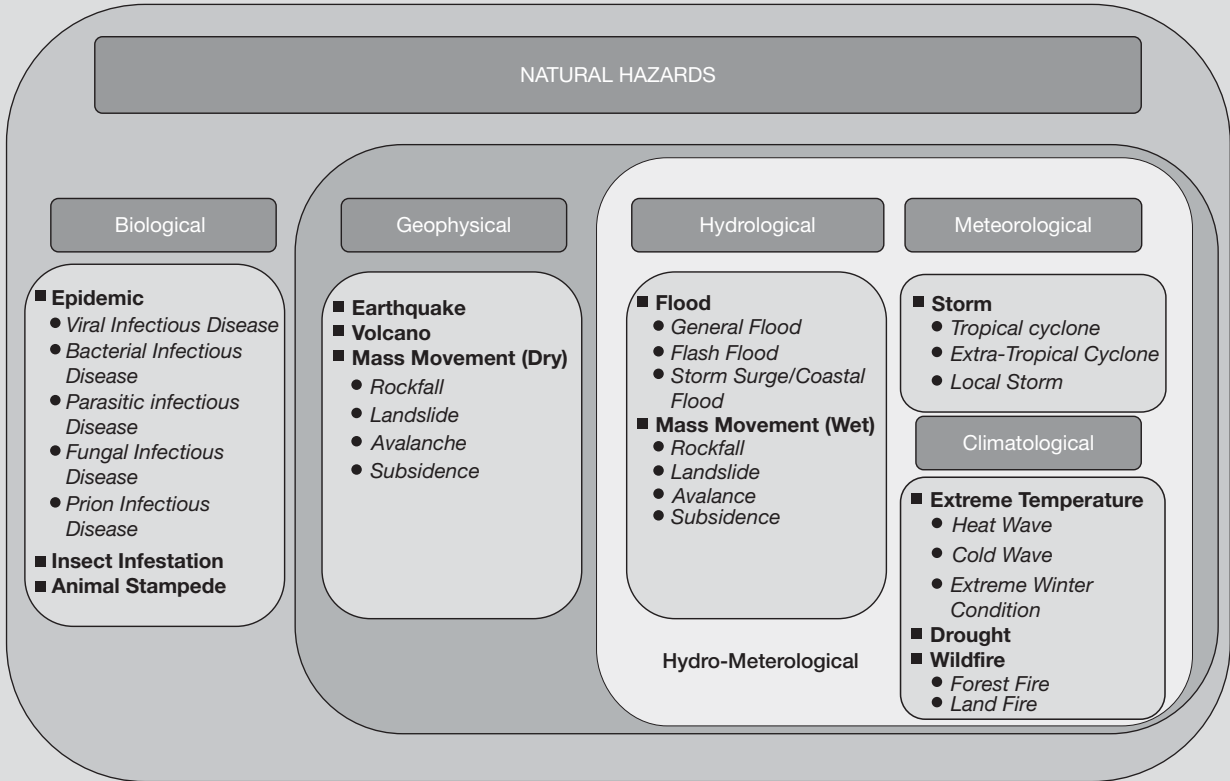 NATURAL HAZARDS
Biological
■ Epidemic
● Viral Infectious Disease
● Bacterial Infectious
Disease
● Parasitic infectious
Disease
● Fungal Infectious
Disease
● Prion Infectious
Disease
■ Insect Infestation
■ Animal Stampede
Geophysical
■ Earthquake
■ Volcano
■ Mass Movement (Dry)
● Rockfall
● Landslide
● Avalanche
● Subsidence
Hydrological
■ Flood
● General Flood
● Flash Flood
● Storm Surge/Coastal
Flood
■ Mass Movement (Wet)
● Rockfall
● Landslide
● Avalance
● Subsidence
Hydro-Meterological
Meteorological
■ Storm
● Tropical cyclone
● Extra-Tropical Cyclone
● Local Storm
Climatological
■ Extreme Temperature
● Heat Wave
● Cold Wave
● Extreme Winter
Condition
■ Drought
■ Wildfire
● Forest Fire
● Land Fire